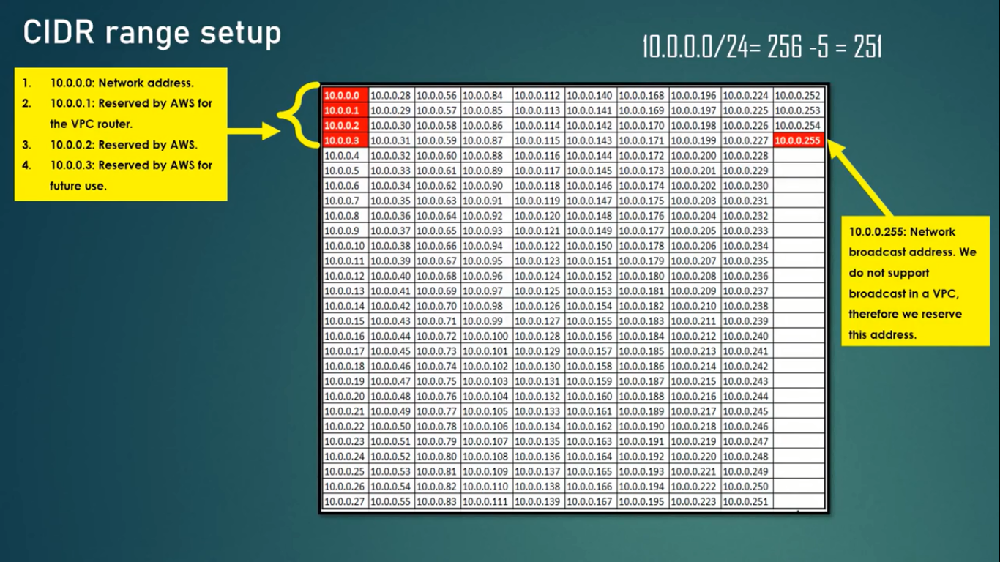 CIDR range setup
10.0.0.0/24= 256 -5 = 251
1. 10.0.0.0: Network address.
2. 10.0.0.1: Reserved by AWS for
the VPC router.
3. 10.0.0.2: Reserved by AWS.
4. 10.0.0.3: Reserved by AWS for
future use.
10.0.0.0 10.0.0.28 10.0.0.56 10.0.0.84 10.0.0.112 10.0.0.140 10.0.0.168 10.0.0.196 10.0.0.224 10.0.0.252
10.0.0.1 10.0.0.29 10.0.0.57 10.0.0.85 10.0.0.113 10.0.0.141 10.0.0.169 10.0.0.197 10.0.0.225 10.0.0.253
10.0.0.2 10.0.0.30 10.0.0.58 10.0.0.86 10.0.0.114 10.0.0.142 10.0.0.170 10.0.0.198 10.0.0.226 10.0.0.254
10.0.0.3 10.0.0.31 10.0.0.59 10.0.0.87 10.0.0.115 10.0.0.143 10.0.0.171 10.0.0.199 10.0.0.227 10.0.0.255
10.0.0.4 10.0.0.32 10.0.0.60 10.0.0.88 10.0.0.116 10.0.0.144 10.0.0.172 10.0.0.200 10.0.0.228
10.0.0.5 10.0.0.33 10.0.0.61 10.0.0.89 10.0.0.117 10.0.0.145 10.0.0.173 10.0.0.201 10.0.0.229
10.0.0.6 10.0.0.34 10.0.0.62 10.0.0.90 10.0.0.118 10.0.0.146 10.0.0.174 10.0.0.202 10.0.0.230
10.0.0.7 10.0.0.35 10.0.0.63 10.0.0.91 10.0.0.119 10.0.0.147 10.0.0.175 10.0.0.203 10.0.0.231
10.0.0.8 10.0.0.36 10.0.0.64 10.0.0.92 10.0.0.120 10.0.0.148 10.0.0.176 10.0.0.204 10.0.0.232
10.0.0.9 10.0.0.37 10.0.0.65 10.0.0.93 10.0.0.121 10.0.0.149 10.0.0.177 10.0.0.205 10.0.0.233
10.0.0.10 10.0.0.38 10.0.0.66 10.0.0.94 10.0.0.122 10.0.0.150 10.0.0.178 10.0.0.206 10.0.0.234
10.0.0.11 10.0.0.39 10.0.0.67 10.0.0.95 10.0.0.123 10.0.0.151 10.0.0.179 10.0.0.207 10.0.0.235
10.0.0.12 10.0.0.40 10.0.0.68 10.0.0.96 10.0.0.124 10.0.0.152 10.0.0.180 10.0.0.208 10.0.0.236
10.0.0.13 10.0.0.41 10.0.0.69 10.0.0.97 10.0.0.125 10.0.0.153 10.0.0.181 10.0.0.209 10.0.0.237
10.0.0.14 10.0.0.42 10.0.0.70 10.0.0.98 10.0.0.126 10.0.0.154 10.0.0.182 10.0.0.210 10.0.0.238
10.0.0.15 10.0.0.43 10.0.0.71 10.0.0.99 10.0.0.127 10.0.0.155 10.0.0.183 10.0.0.211 10.0.0.239
10.0.0.16 10.0.0.44 10.0.0.72 10.0.0.100 10.0.0.128 10.0.0.156 10.0.0.184 10.0.0.212 10.0.0.240
10.0.0.17 10.0.0.45 10.0.0.73 10.0.0.101 10.0.0.129 10.0.0.157 10.0.0.185 10.0.0.213 10.0.0.241
10.0.0.18 10.0.0.46 10.0.0.74 10.0.0.102 10.0.0.130 10.0.0.158 10.0.0.186 10.0.0.214 10.0.0.242
10.0.0.19 10.0.0.47 10.0.0.75 10.0.0.103 10.0.0.131 10.0.0.159 10.0.0.187 10.0.0.215 10.0.0.243
10.0.0.20 10.0.0.48 10.0.0.76 10.0.0.104 10.0.0.132 10.0.0.160 10.0.0.188 10.0.0.216 10.0.0.244
10.0.0.21 10.0.0.49 10.0.0.77 10.0.0.105 10.0.0.133 10.0.0.161 10.0.0.189 10.0.0.217 10.0.0.245
10.0.0.22 10.0.0.50 10.0.0.78 10.0.0.106 10.0.0.134 10.0.0.162 10.0.0.190 10.0.0.218 10.0.0.246
10.0.0.23 10.0.0.51 10.0.0.79 10.0.0.107 10.0.0.135 10.0.0.163 10.0.0.191 10.0.0.219 10.0.0.247
10.0.0.24 10.0.0.52 10.0.0.80 10.0.0.108 10.0.0.136 10.0.0.164 10.0.0.192 10.0.0.220 10.0.0.248
10.0.0.25 10.0.0.53 10.0.0.81 10.0.0.109 10.0.0.137 10.0.0.165 10.0.0.193 10.0.0.221 10.0.0.249
10.0.0.26 10.0.0.54 10.0.0.82 10.0.0.110 10.0.0.138 10.0.0.166 10.0.0.194 10.0.0.222 10.0.0.250
10.0.0.27 10.0.0.55 10.0.0.83 10.0.0.111 10.0.0.139 10.0.0.167 10.0.0.195 10.0.0.223 10.0.0.251
10.0.0.255: Network
broadcast address. We
do not support
broadcast in a VPC,
therefore we reserve
this address.